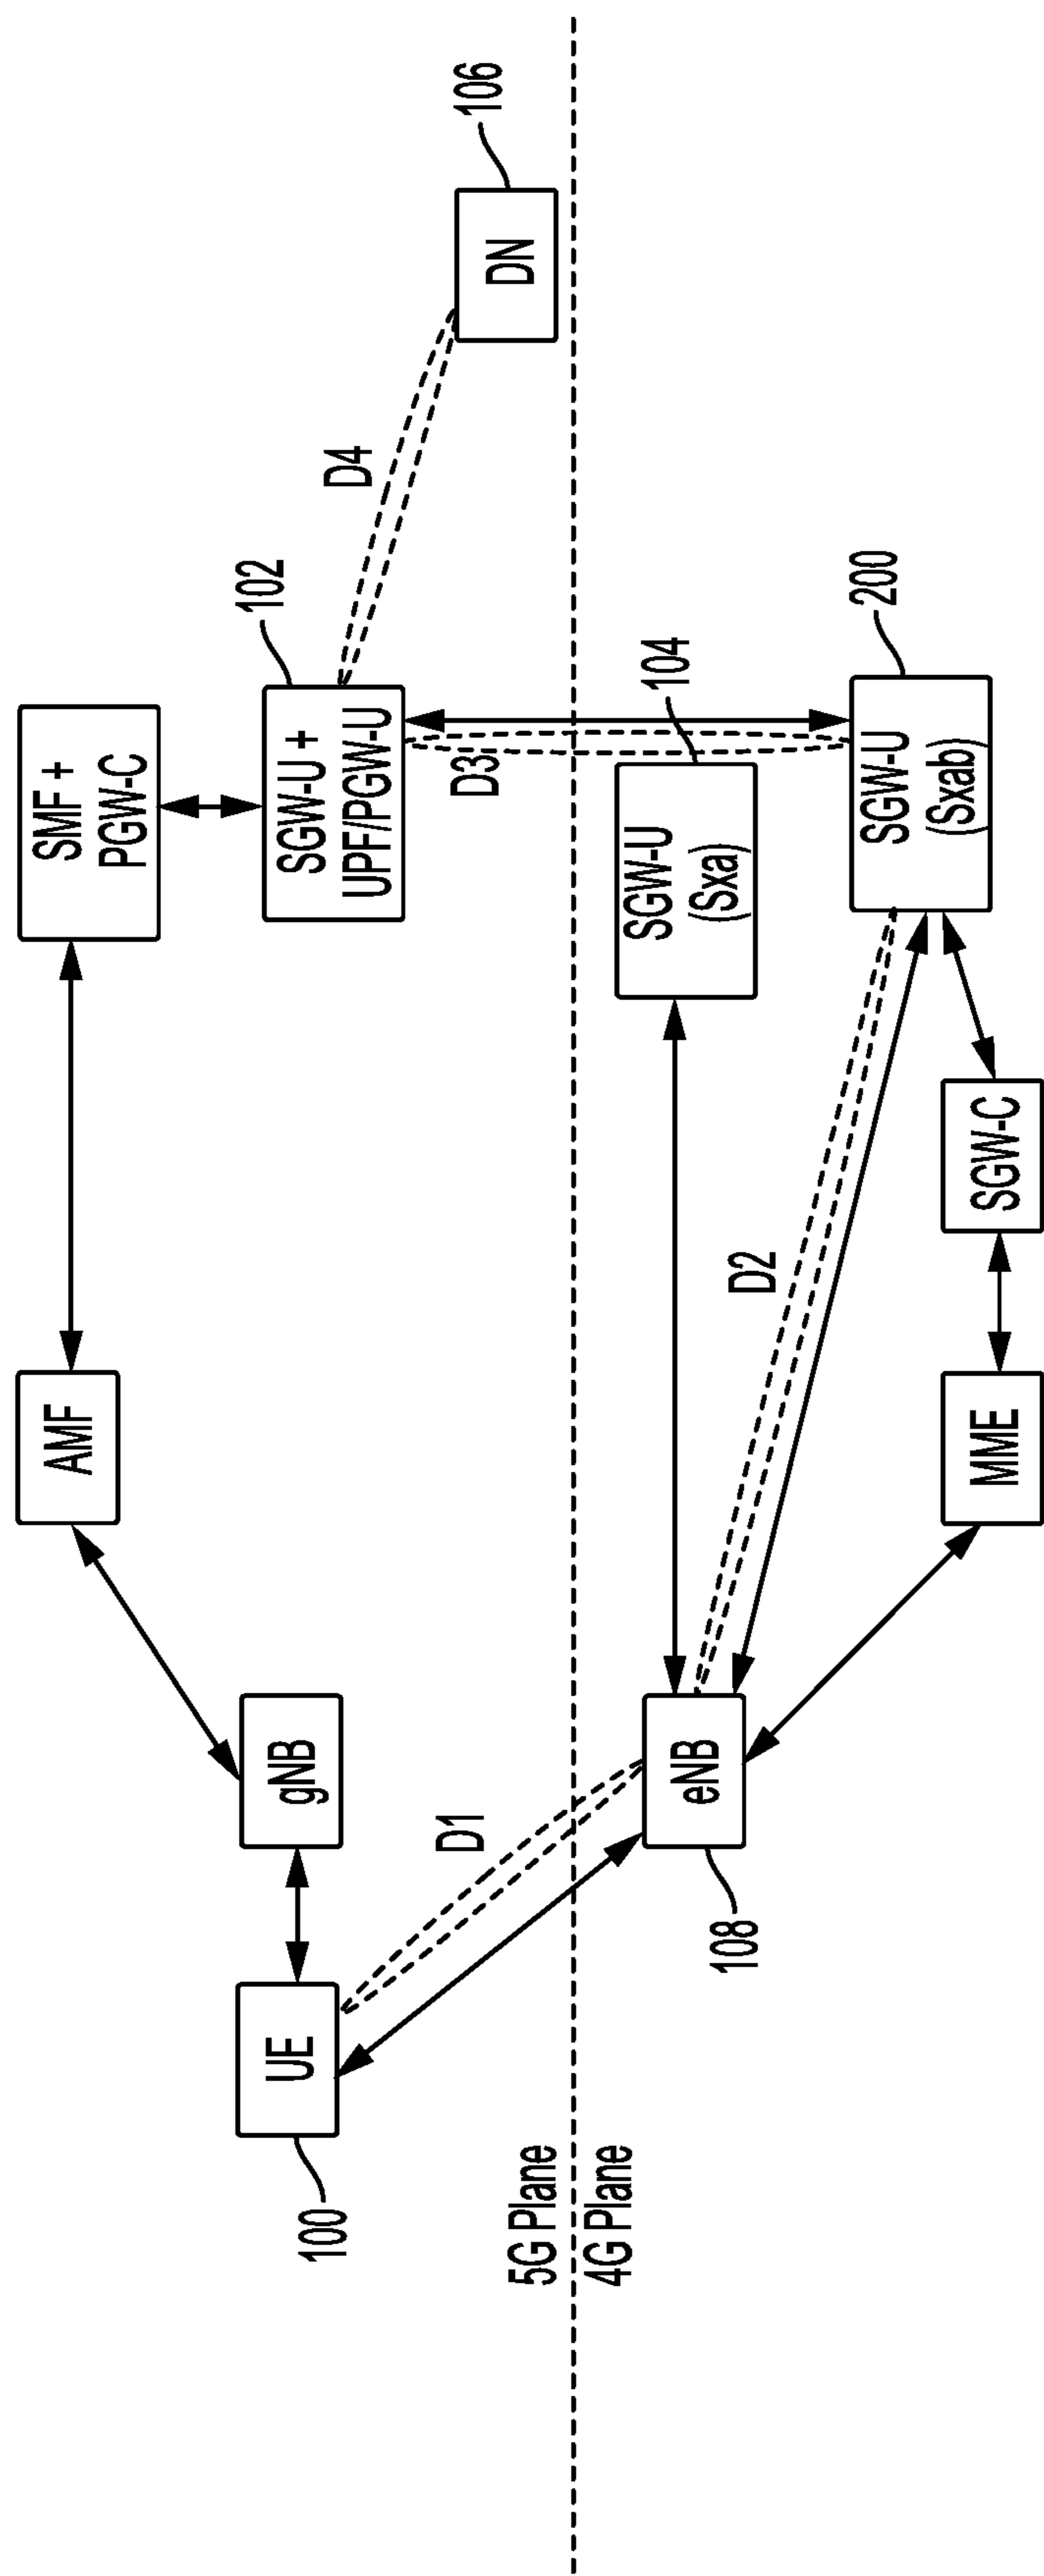 SMF +
PGW-C
AMF
102
SGW-U +
UPF/PGW-U
106
DN
D4
gNB
UE
100
D1
D3
5G Plane
4G Plane
104
SGW-U
(Sxa)
eNB
108
D2
200
SGW-U
(Sxab)
MME
SGW-C